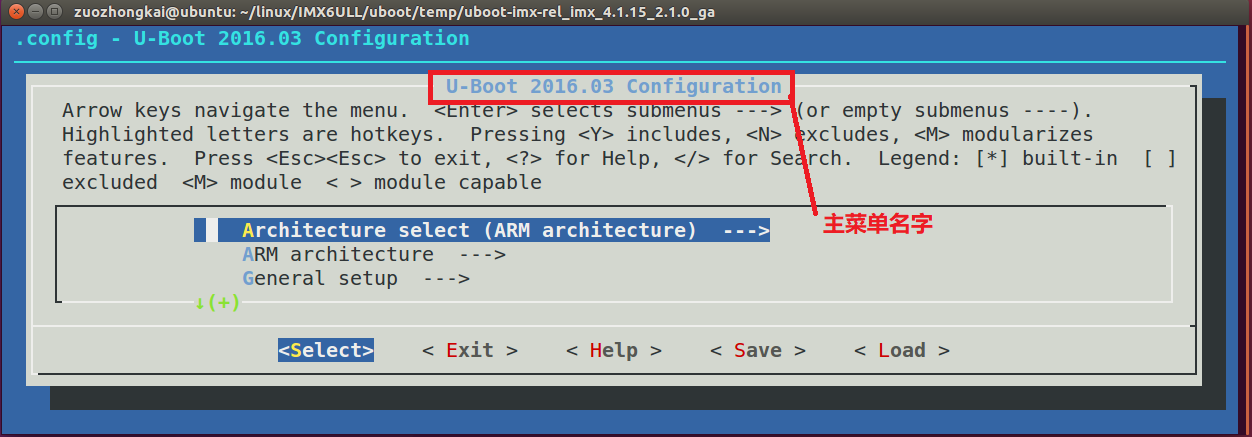 zuozhongkai@ubuntu: ~/linux/IMX6ULL/uboot/temp/uboot-imx-rel_imx_4.1.15_2.1.0_ga
.config - U-Boot 2016.03 Configuration
U-Boot 2016.03 Configuration
Arrow keys navigate the menu.  <Enter> selects submenus ---> (or empty submenus ----).
Highlighted letters are hotkeys.  Pressing <Y> includes, <N> excludes, <M> modularizes
features.  Press <Esc><Esc> to exit, <?> for Help, </> for Search.  Legend: [*] built-in  [ ]
excluded  <M> module  < > module capable
Architecture select (ARM architecture)  --->
主菜单名字
ARM architecture  --->
General setup  --->
↓(+)
<Select>    < Exit >    < Help >    < Save >    < Load >